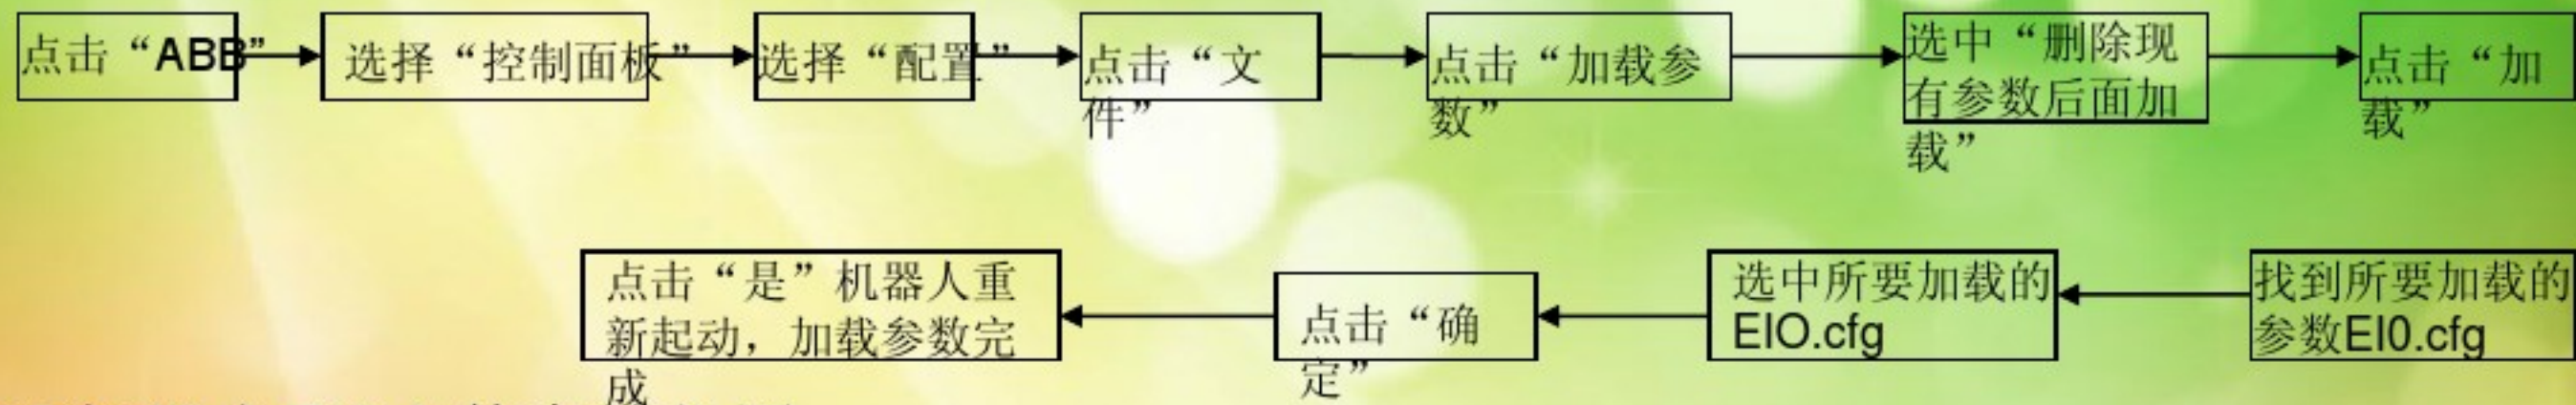 点击“ABB”
选择“控制面板”
选择“配置”
点击“文
件”
点击“加载参
数”
选中“删除现
有参数后面加
载”
点击“加
载”
找到所要加载的
参数EI0.cfg
选中所要加载的
EIO.cfg
点击“确
定”
点击“是”机器人重
新起动，加载参数完
成